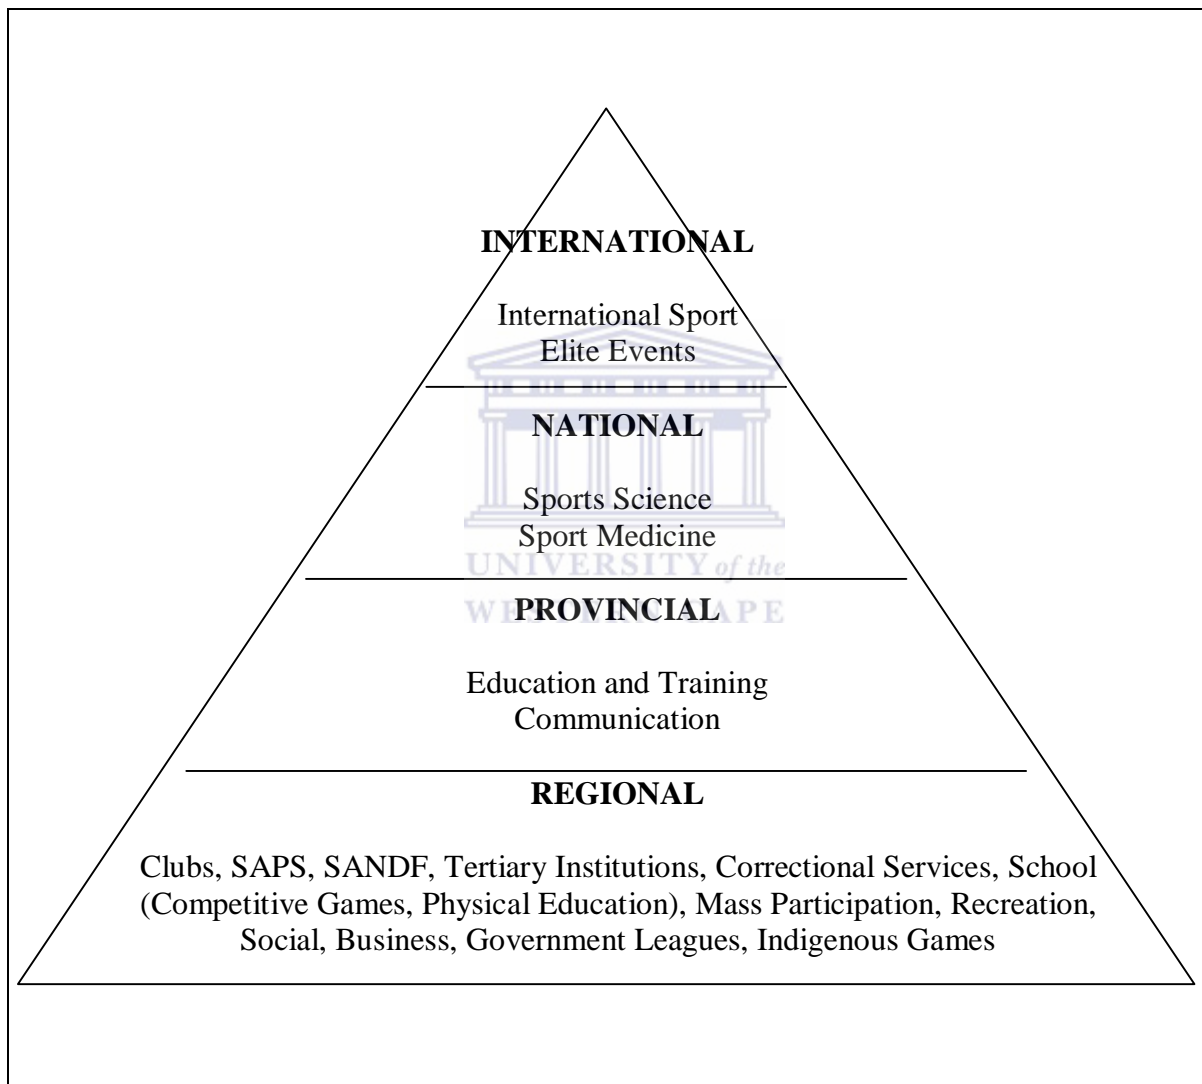 INTERNATIONAL
International Sport
Elite Events
NATIONAL
Sports Science
Sport Medicine
UNIVERSITY of the
WESTERN CAPE
PROVINCIAL
Education and Training
Communication
REGIONAL
Clubs, SAPS, SANDF, Tertiary Institutions, Correctional Services, School
(Competitive Games, Physical Education), Mass Participation, Recreation,
Social, Business, Government Leagues, Indigenous Games